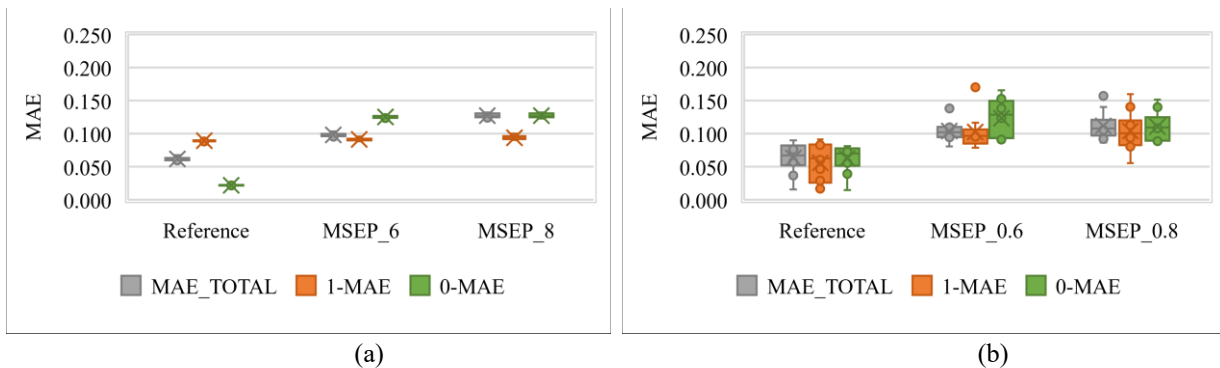 0.250
0.200
0.150
0.100
0.050
0.000
MAE
Reference MSEP_6 MSEP_8
MAE_TOTAL 1-MAE 0-MAE
(a)
0.250
0.200
0.150
0.100
0.050
0.000
MAE
Reference MSEP_0.6 MSEP_0.8
MAE_TOTAL 1-MAE 0-MAE
(b)